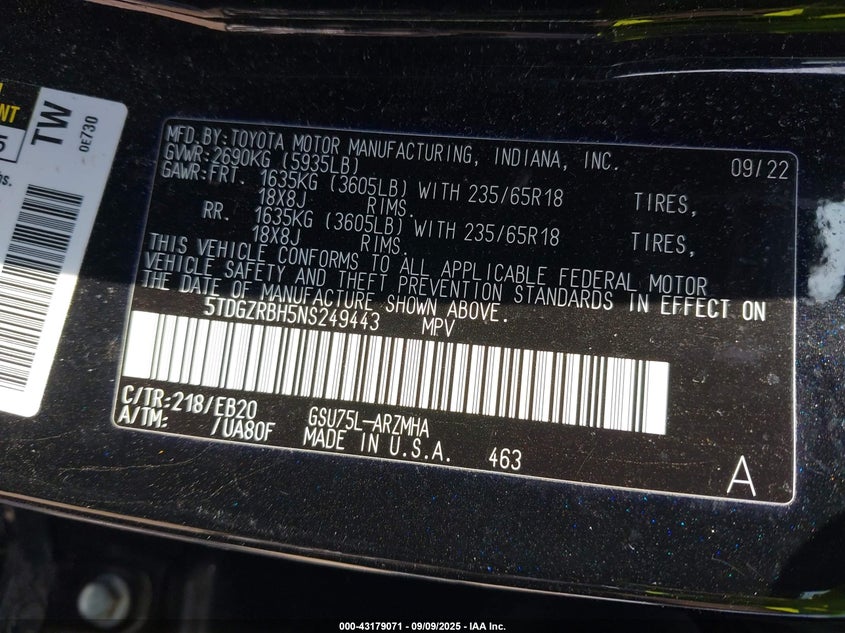 NT
5
hs.
TW
0E730
MFD.BY:TOYOTA MOTOR MANUFACTURING, INDIANA, INC. 09/22
GVWR:2690KG (5935LB)
GAWR:FRT. 1635KG (3605LB) WITH 235/65R18 TIRES,
18X8J RIMS.
RR. 1635KG (3605LB) WITH 235/65R18 TIRES,
18X8J RIMS.
THIS VEHICLE CONFORMS TO ALL APPLICABLE FEDERAL MOTOR
VEHICLE SAFETY AND THEFT PREVENTION STANDARDS IN EFFECT ON
THE DATE OF MANUFACTURE SHOWN ABOVE.
5TDGZRBH5NS249443 MPV
C/TR:218/EB20 GSU75L-ARZMHA
A/TM: /UA80F MADE IN U.S.A. 463
A
000-43179071 - 09/09/2025 - IAA Inc.